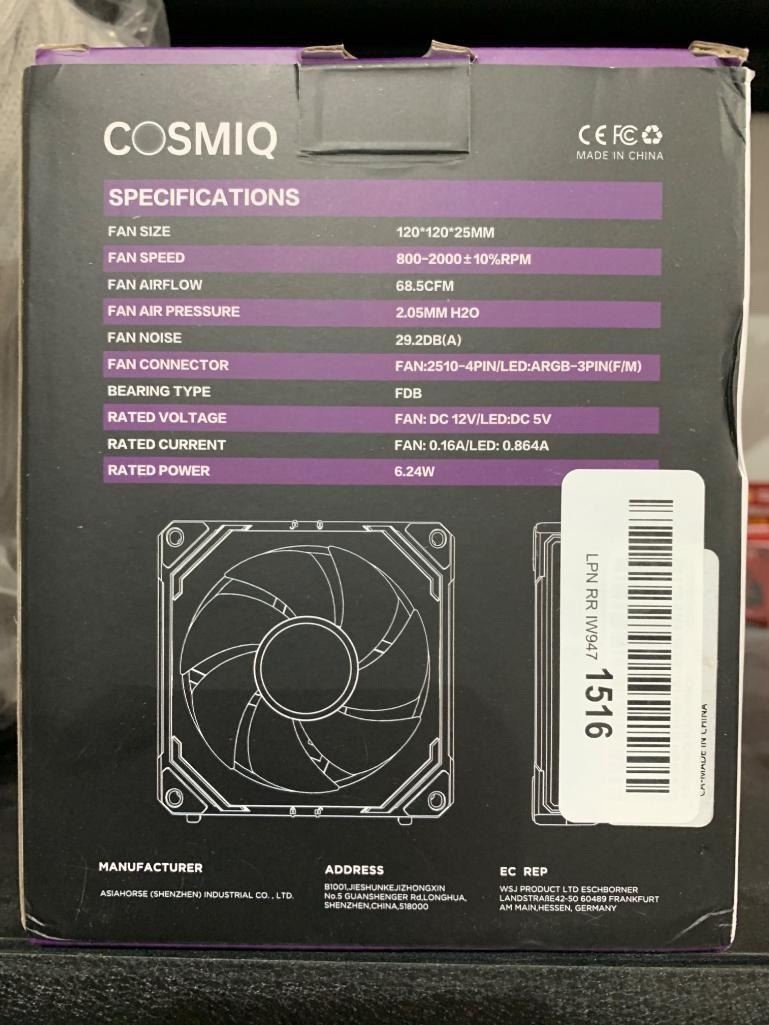 COSMIQ
CE FC
MADE IN CHINA
SPECIFICATIONS
FAN SIZE 120*120*25MM
FAN SPEED 800-2000±10%RPM
FAN AIRFLOW 68.5CFM
FAN AIR PRESSURE 2.05MM H2O
FAN NOISE 29.2DB(A)
FAN CONNECTOR FAN:2510-4PIN/LED:ARGB-3PIN(F/M)
BEARING TYPE FDB
RATED VOLTAGE FAN: DC 12V/LED:DC 5V
RATED CURRENT FAN: 0.16A/LED: 0.864A
RATED POWER 6.24W
LPN RR IW947 1516
MADE IN CHINA
MANUFACTURER
ASIAHORSE (SHENZHEN) INDUSTRIAL CO. , LTD.
ADDRESS
B1001,JIESHUNKEJIZHONGXIN
No.5 GUANSHENGER Rd,LONGHUA,
SHENZHEN,CHINA,518000
EC REP
WSJ PRODUCT LTD ESCHBORNER
LANDSTRAßE42-50 60489 FRANKFURT
AM MAIN,HESSEN, GERMANY